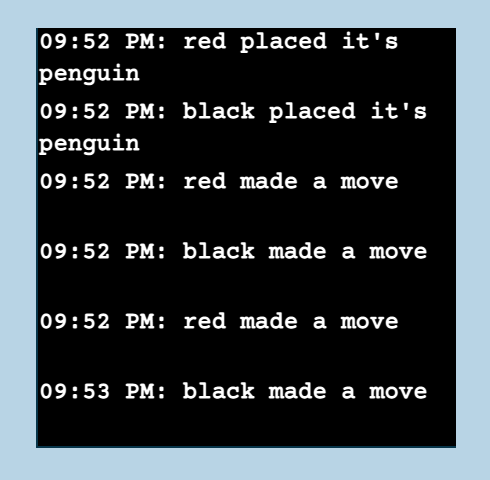 09:52 PM: red placed it's
penguin
09:52 PM: black placed it's
penguin
09:52 PM: red made a move
09:52 PM: black made a move
09:52 PM: red made a move
09:53 PM: black made a move